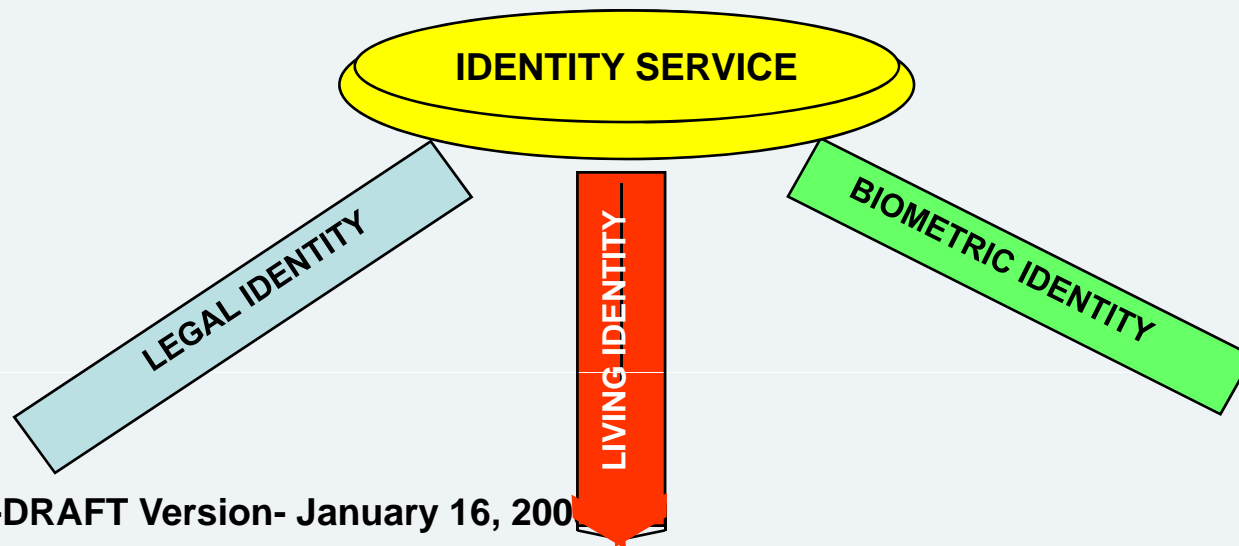 IDENTITY SERVICE
LEGAL IDENTITY
LIVING IDENTITY
BIOMETRIC IDENTITY
-DRAFT Version- January 16, 200